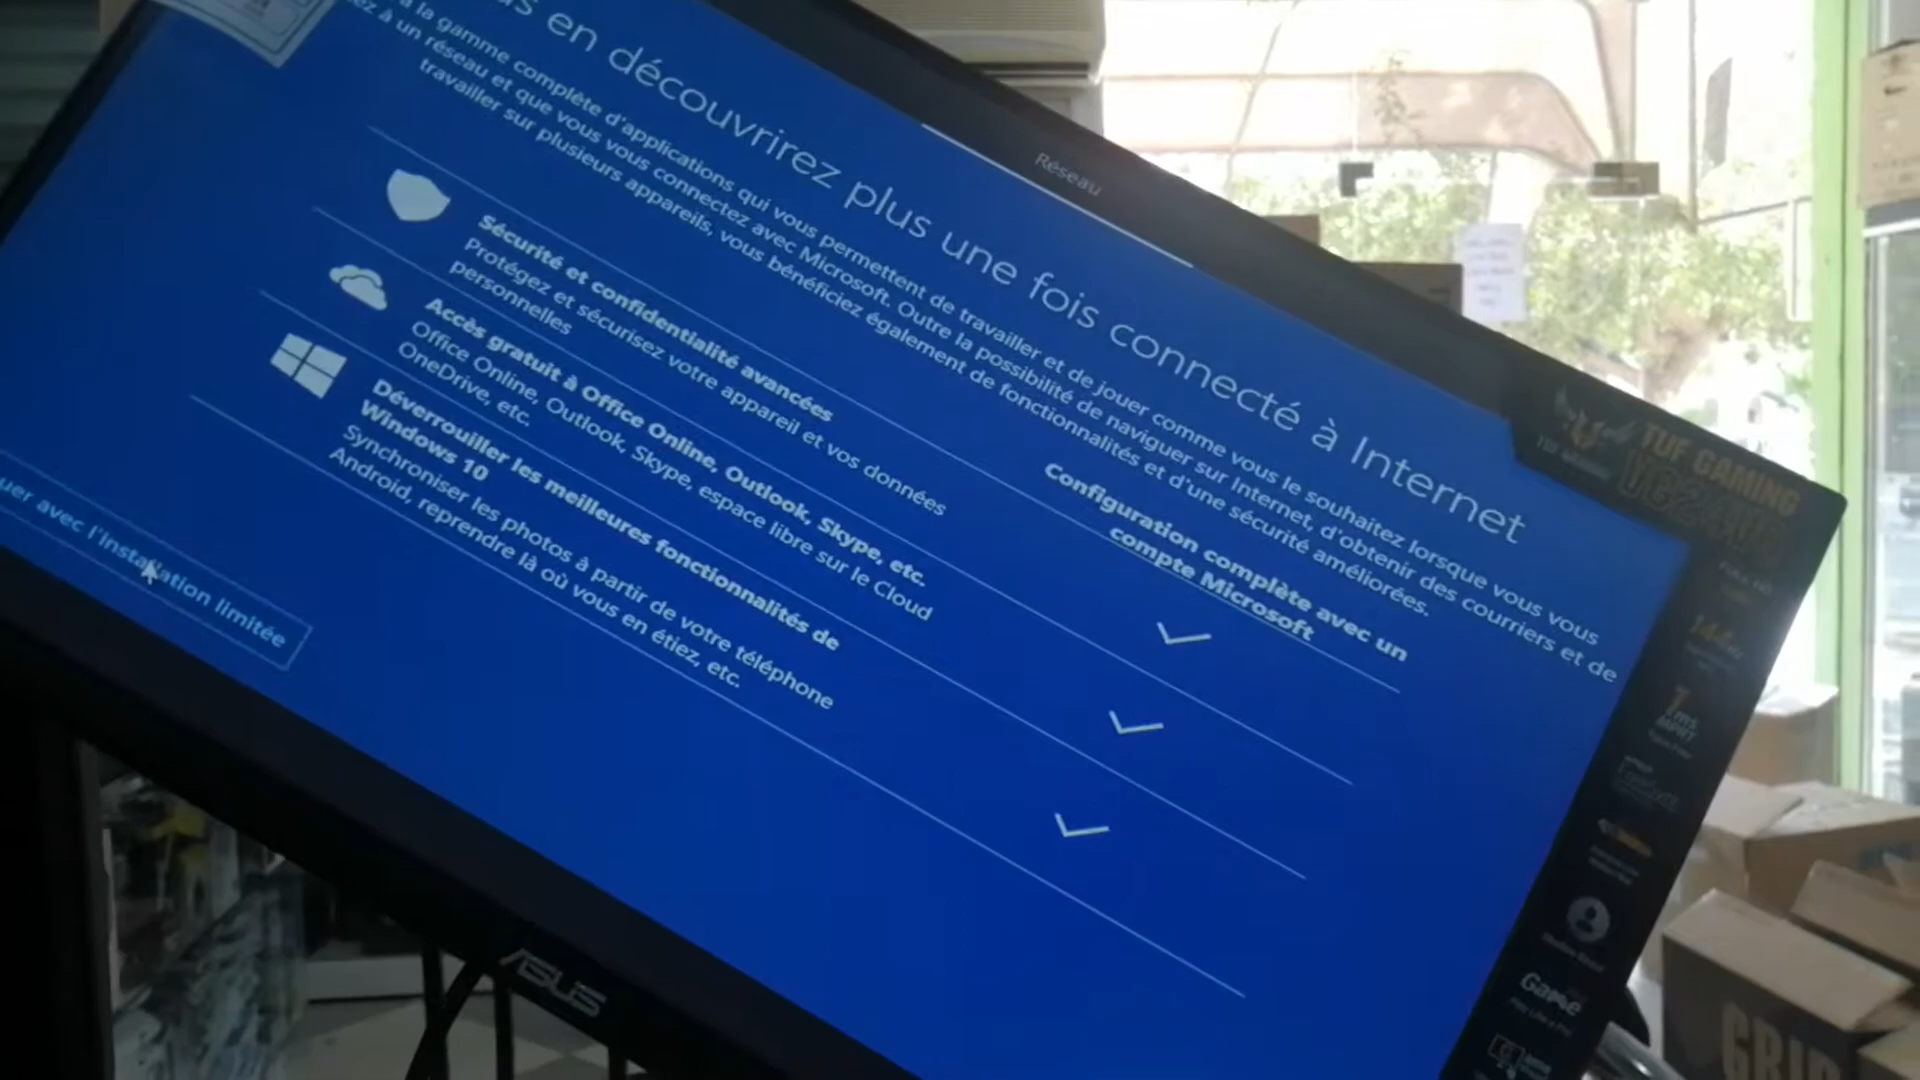 Réseau
en découvrirez plus une fois connecté à Internet
à la gamme complète d'applications qui vous permettent de travailler et de jouer comme vous le souhaitez lorsque vous vous
à un réseau et que vous vous connectez avec Microsoft. Outre la possibilité de naviguer sur Internet, d'obtenir des courriers et de
travailler sur plusieurs appareils, vous bénéficiez également de fonctionnalités et d'une sécurité améliorées.
Configuration complète avec un
compte Microsoft
Sécurité et confidentialité avancées
Protégez et sécurisez votre appareil et vos données
personnelles
Accès gratuit à Office Online, Outlook, Skype, etc.
Office Online, Outlook, Skype, espace libre sur le Cloud
OneDrive, etc.
Déverrouiller les meilleures fonctionnalités de
Windows 10
Synchroniser les photos à partir de votre téléphone
Android, reprendre là où vous en étiez, etc.
avec l'installation limitée
ASUS
TUF GAMING
144Hz
1ms
Game
GRID